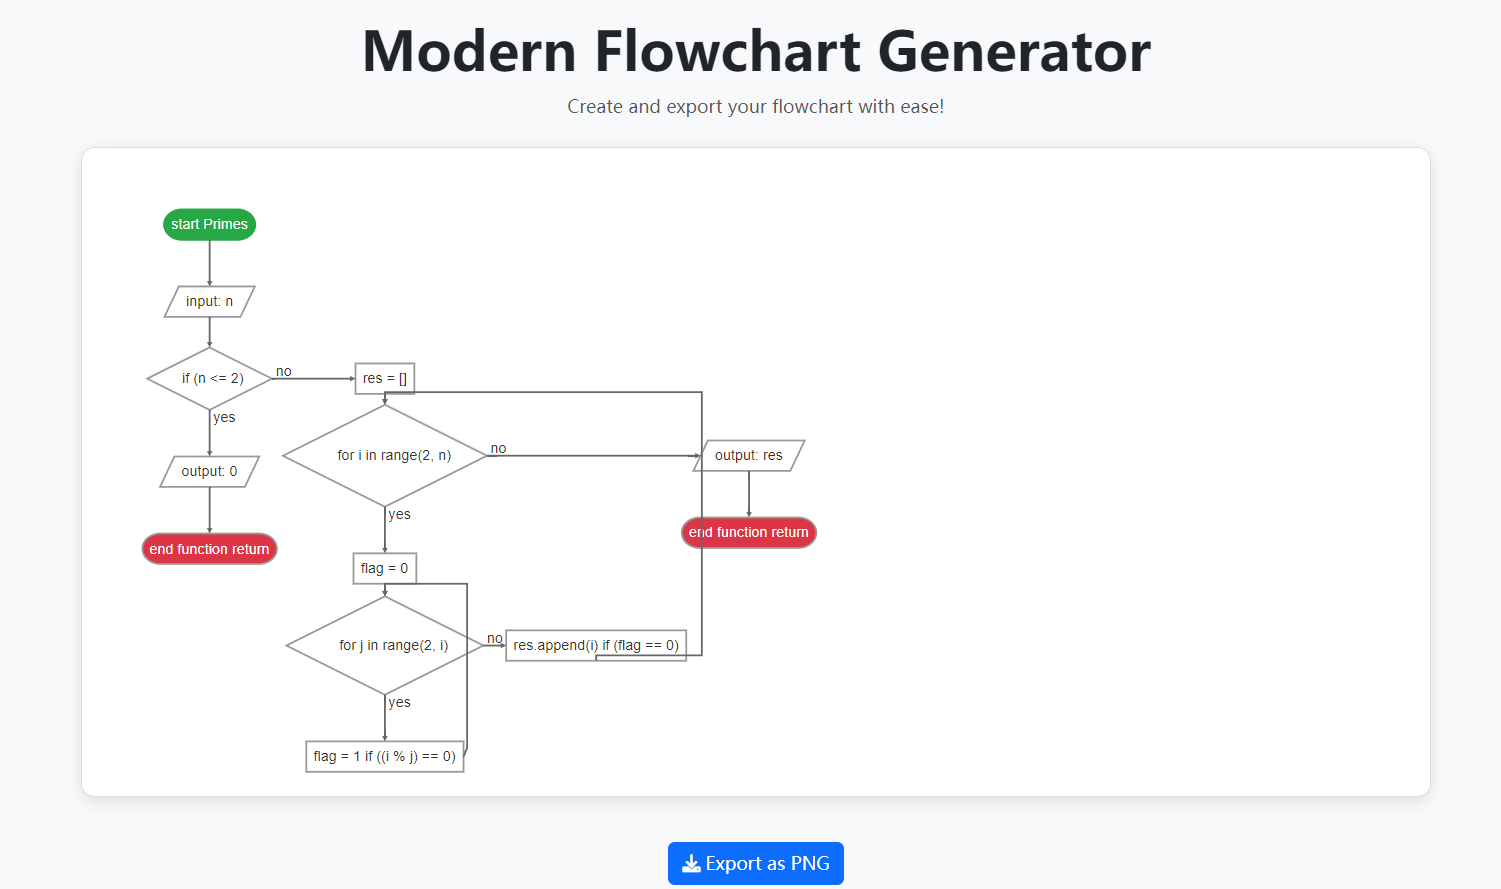 Modern Flowchart Generator
Create and export your flowchart with ease!
start Primes
input: n
if (n <= 2)
no
res = []
yes
output: 0
end function return
for i in range(2, n)
no
output: res
end function return
yes
flag = 0
for j in range(2, i)
no
res.append(i) if (flag == 0)
yes
flag = 1 if ((i % j) == 0)
Export as PNG